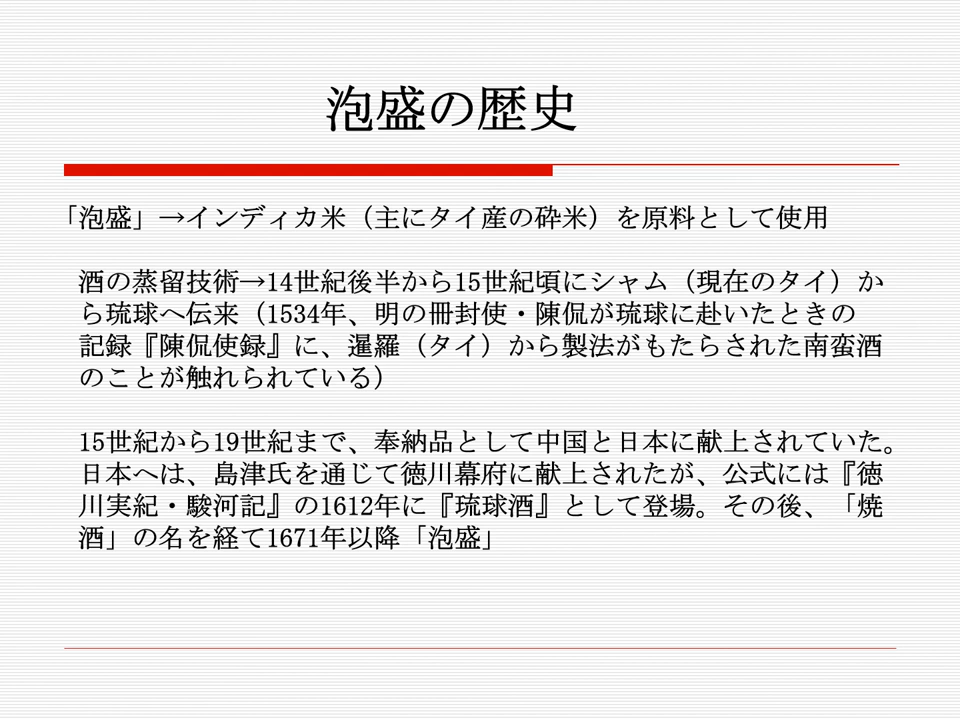 泡盛の歴史
「泡盛」→インディカ米（主にタイ産の砕米）を原料として使用
酒の蒸留技術→14世紀後半から15世紀頃にシャム（現在のタイ）か
ら琉球へ伝来（1534年、明の冊封使・陳侃が琉球に赴いたときの
記録『陳侃使録』に、暹羅（タイ）から製法がもたらされた南蛮酒
のことが触れられている）
15世紀から19世紀まで、奉納品として中国と日本に献上されていた。
日本へは、島津氏を通じて徳川幕府に献上されたが、公式には『徳
川実紀・駿河記』の1612年に『琉球酒』として登場。その後、「焼
酒」の名を経て1671年以降「泡盛」